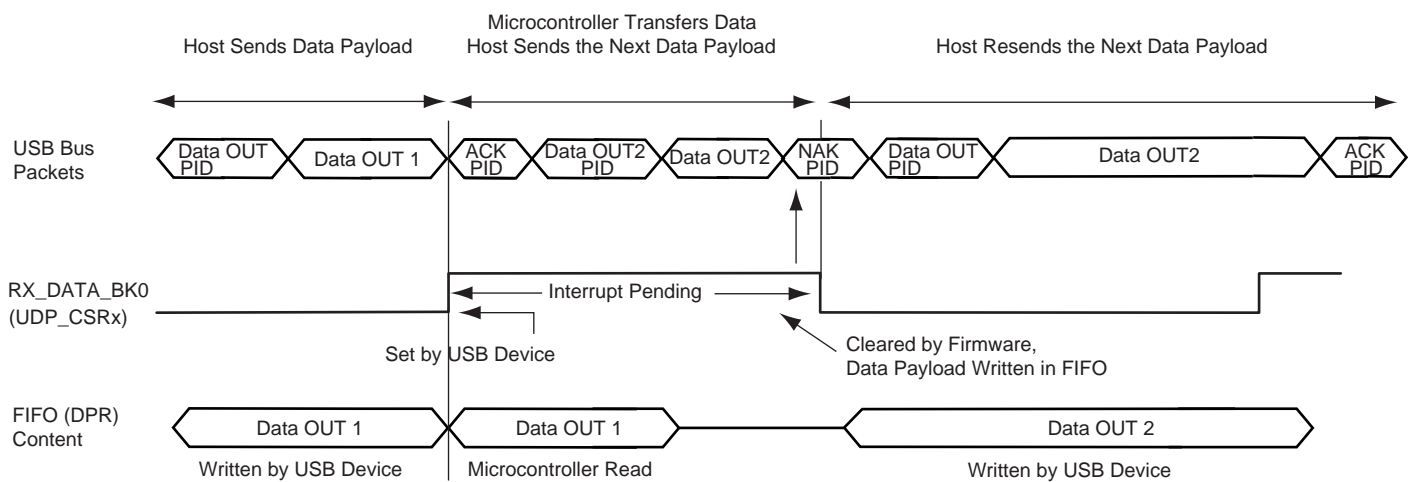 Microcontroller Transfers Data
Host Sends Data Payload
Host Sends the Next Data Payload
Host Resends the Next Data Payload
USB Bus
Packets
Data OUT
PID
Data OUT 1
ACK
PID
Data OUT2
PID
Data OUT2
NAK
PID
Data OUT
PID
Data OUT2
ACK
PID
RX_DATA_BK0
(UDP_CSRx)
Interrupt Pending
Set by USB Device
Cleared by Firmware,
Data Payload Written in FIFO
FIFO (DPR)
Content
Data OUT 1
Data OUT 1
Data OUT 2
Written by USB Device
Microcontroller Read
Written by USB Device